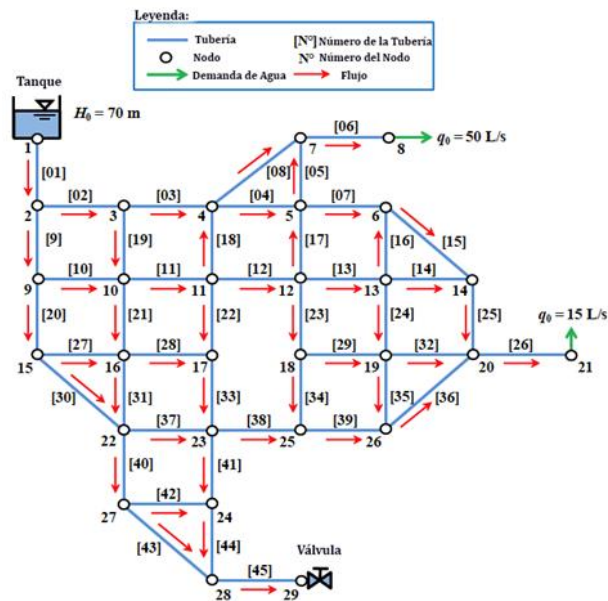 Leyenda:
Tubería [N°] Número de la Tubería
Nodo N° Número del Nodo
Demanda de Agua Flujo
Tanque
H₀ = 70 m
1 7 [06] 8 q₀ = 50 L/s
[01] [08] [05]
[02] [03] [04] [07]
2 3 4 5 6
[9] [19] [18] [17] [16] [15]
[10] [11] [12] [13] [14]
9 10 11 12 13 14
q₀ = 15 L/s
[20] [21] [22] [23] [24] [25]
[27] [28] [29] [32] [26]
15 16 17 18 19 20 21
[30] [31] [33] [34] [35] [36]
[37] [38] [39]
22 23 25 26
[40] [41]
[42]
27 24
[43] [44] Válvula
[45]
28 29